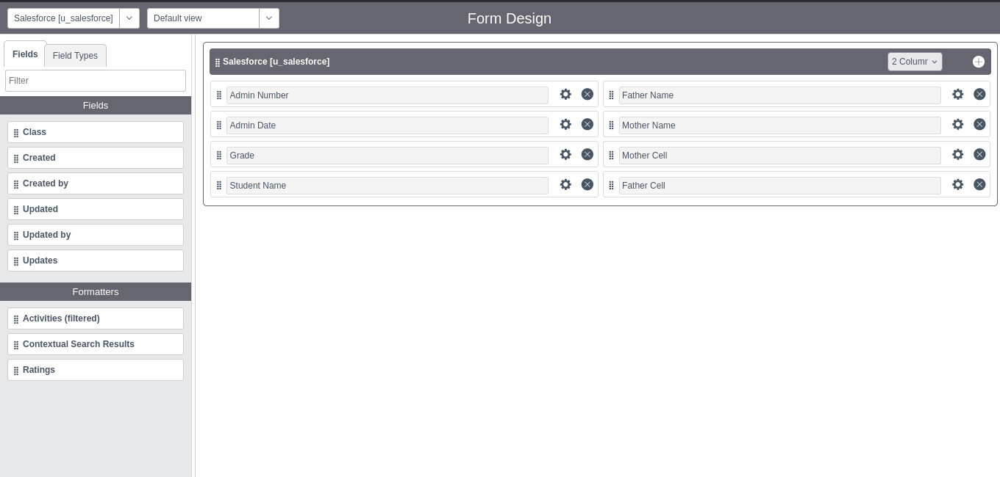 Salesforce [u_salesforce]
Default view
Form Design
Fields
Field Types
Filter
Fields
Class
Created
Created by
Updated
Updated by
Updates
Formatters
Activities (filtered)
Contextual Search Results
Ratings
Salesforce [u_salesforce]
2 Columr
Admin Number
Father Name
Admin Date
Mother Name
Grade
Mother Cell
Student Name
Father Cell